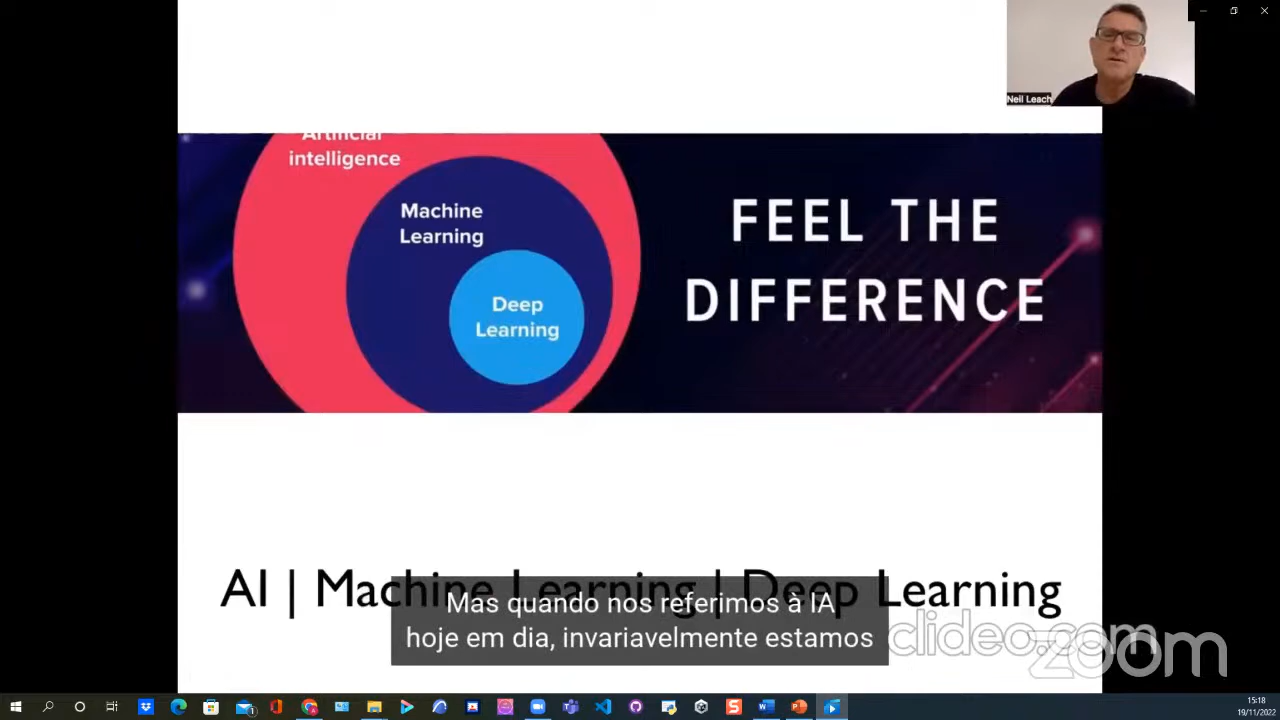 Neil Leach
Artificial
intelligence
Machine
Learning
Deep
Learning
FEEL THE
DIFFERENCE
AI | Machine Learning | Deep Learning
Mas quando nos referimos à IA
hoje em dia, invariavelmente estamos
clideo.com
zoom
15:18
19/11/2022